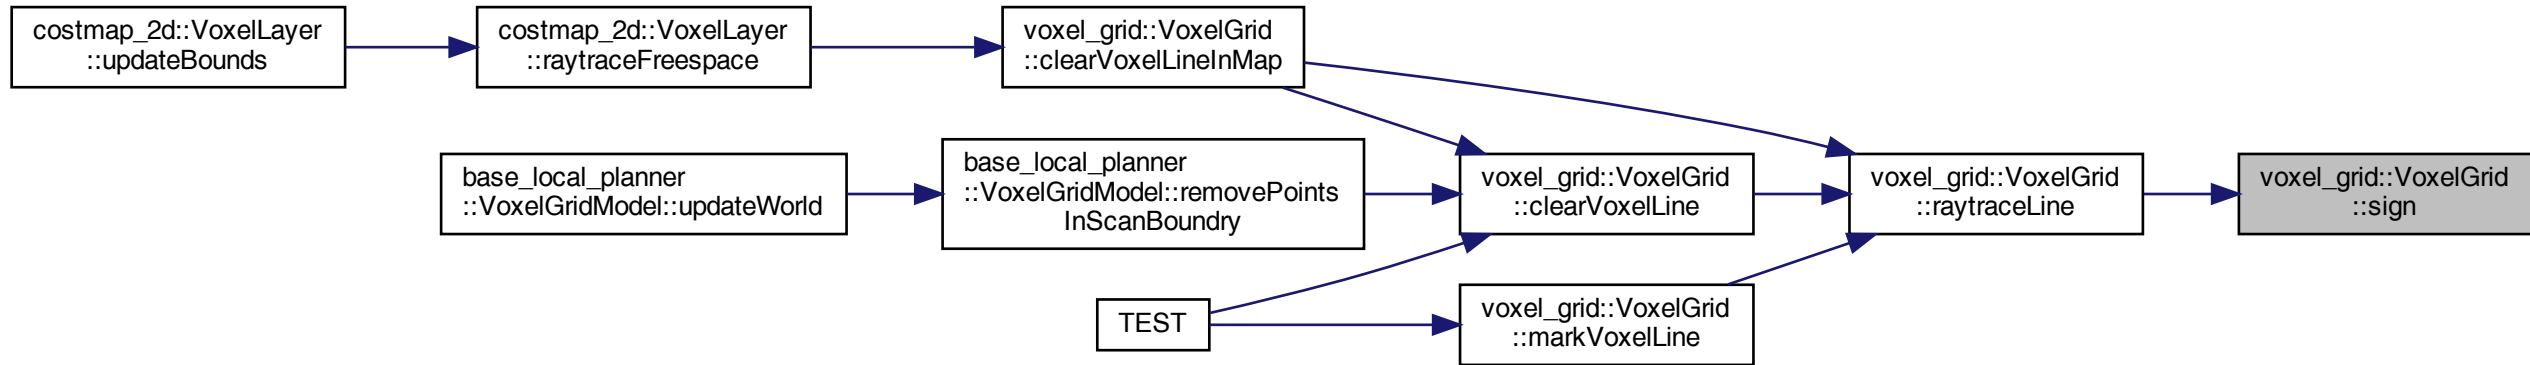 costmap_2d::VoxelLayer
::updateBounds
costmap_2d::VoxelLayer
::raytraceFreespace
voxel_grid::VoxelGrid
::clearVoxelLineInMap
base_local_planner
::VoxelGridModel::updateWorld
base_local_planner
::VoxelGridModel::removePoints
InScanBoundry
voxel_grid::VoxelGrid
::clearVoxelLine
voxel_grid::VoxelGrid
::raytraceLine
voxel_grid::VoxelGrid
::sign
TEST
voxel_grid::VoxelGrid
::markVoxelLine